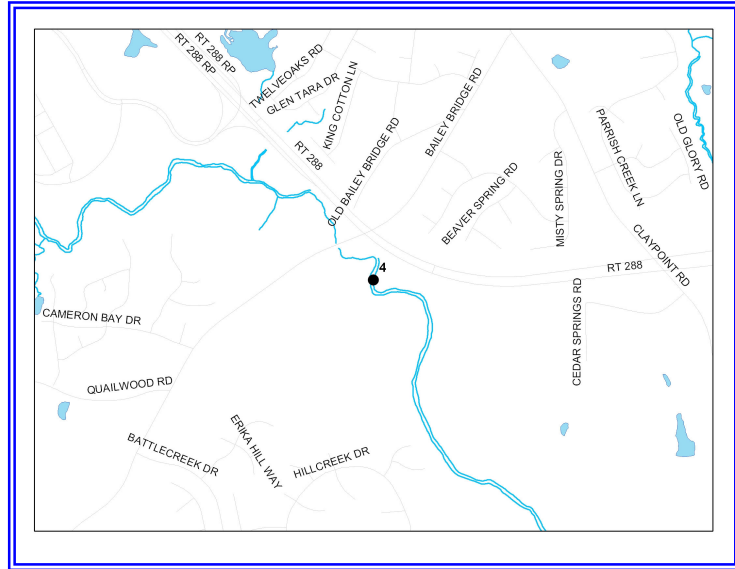 RT 288 RP
RT 288 RP
TWELVEOAKS RD
GLEN TARA DR
KING COTTON LN
RT 288
OLD BAILEY BRIDGE RD
BAILEY BRIDGE RD
BEAVER SPRING RD
MISTY SPRING DR
PARRISH CREEK LN
OLD GLORY RD
CLAYPOINT RD
RT 288
4
CEDAR SPRINGS RD
CAMERON BAY DR
QUAILWOOD RD
BATTLECREEK DR
ERIKA HILL WAY
HILLCREEK DR